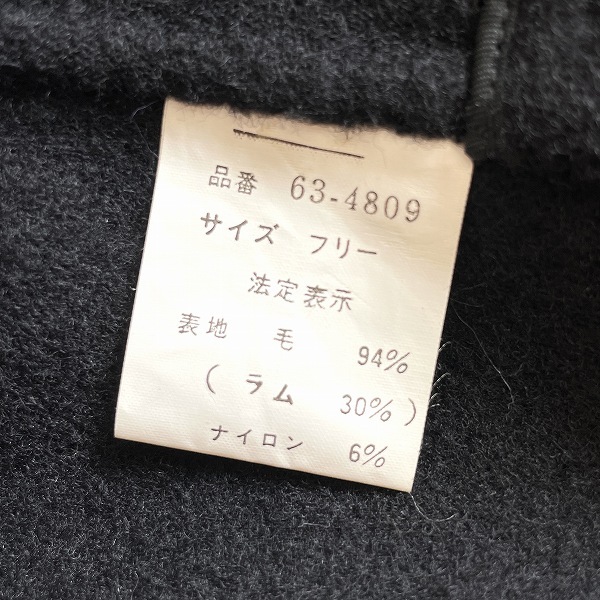 品番 63-4809
サイズ フリー
法定表示
表地 毛 94%
( ラム 30% )
ナイロン 6%